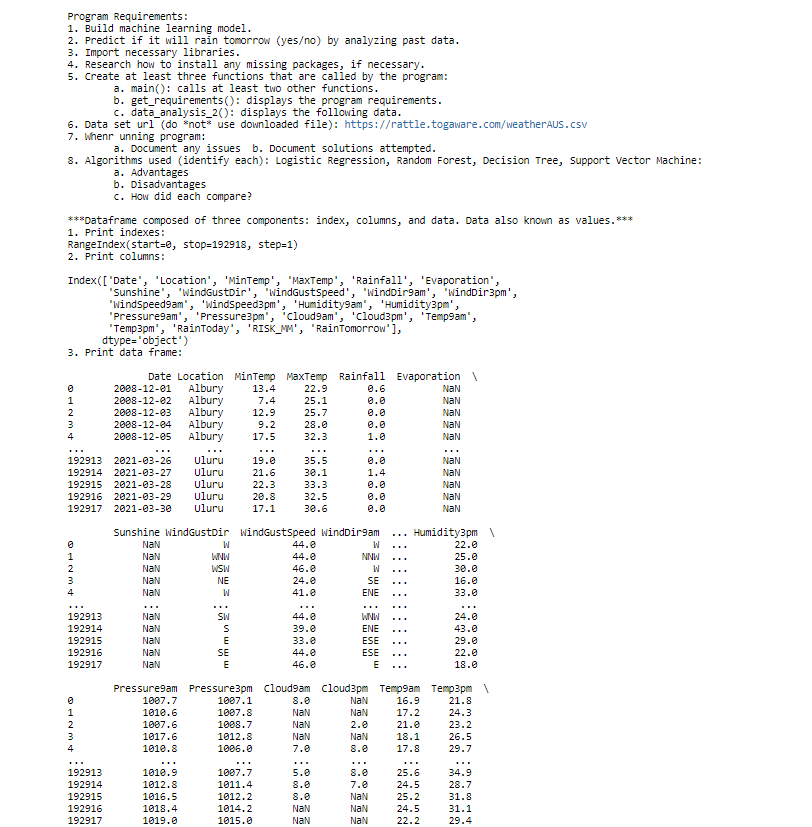 Program Requirements:
1. Build machine learning model.
2. Predict if it will rain tomorrow (yes/no) by analyzing past data.
3. Import necessary libraries.
4. Research how to install any missing packages, if necessary.
5. Create at least three functions that are called by the program:
a. main(): calls at least two other functions.
b. get_requirements(): displays the program requirements.
c. data_analysis_2(): displays the following data.
6. Data set url (do *not* use downloaded file): https://rattle.togaware.com/weatherAUS.csv
7. Whenr unning program:
a. Document any issues  b. Document solutions attempted.
8. Algorithms used (identify each): Logistic Regression, Random Forest, Decision Tree, Support Vector Machine:
a. Advantages
b. Disadvantages
c. How did each compare?
***Dataframe composed of three components: index, columns, and data. Data also known as values.***
1. Print indexes:
RangeIndex(start=0, stop=192918, step=1)
2. Print columns:
Index(['Date', 'Location', 'MinTemp', 'MaxTemp', 'Rainfall', 'Evaporation',
'Sunshine', 'WindGustDir', 'WindGustSpeed', 'WindDir9am', 'WindDir3pm',
'WindSpeed9am', 'WindSpeed3pm', 'Humidity9am', 'Humidity3pm',
'Pressure9am', 'Pressure3pm', 'Cloud9am', 'Cloud3pm', 'Temp9am',
'Temp3pm', 'RainToday', 'RISK_MM', 'RainTomorrow'],
dtype='object')
3. Print data frame:
Date Location MinTemp MaxTemp Rainfall Evaporation \
0 2008-12-01 Albury 13.4 22.9 0.6 NaN
1 2008-12-02 Albury 7.4 25.1 0.0 NaN
2 2008-12-03 Albury 12.9 25.7 0.0 NaN
3 2008-12-04 Albury 9.2 28.0 0.0 NaN
4 2008-12-05 Albury 17.5 32.3 1.0 NaN
... ... ... ... ... ... ...
192913 2021-03-26 Uluru 19.0 35.5 0.0 NaN
192914 2021-03-27 Uluru 21.6 30.1 1.4 NaN
192915 2021-03-28 Uluru 22.3 33.3 0.0 NaN
192916 2021-03-29 Uluru 20.8 32.5 0.0 NaN
192917 2021-03-30 Uluru 17.1 30.6 0.0 NaN
Sunshine WindGustDir WindGustSpeed WindDir9am ... Humidity3pm \
0 NaN W 44.0 W ... 22.0
1 NaN WNW 44.0 NNW ... 25.0
2 NaN WSW 46.0 W ... 30.0
3 NaN NE 24.0 SE ... 16.0
4 NaN W 41.0 ENE ... 33.0
... ... ... ... ... ... ...
192913 NaN SW 44.0 WNW ... 24.0
192914 NaN S 39.0 ENE ... 43.0
192915 NaN E 33.0 ESE ... 29.0
192916 NaN SE 44.0 ESE ... 22.0
192917 NaN E 46.0 E ... 18.0
Pressure9am Pressure3pm Cloud9am Cloud3pm Temp9am Temp3pm \
0 1007.7 1007.1 8.0 NaN 16.9 21.8
1 1010.6 1007.8 NaN NaN 17.2 24.3
2 1007.6 1008.7 NaN 2.0 21.0 23.2
3 1017.6 1012.8 NaN NaN 18.1 26.5
4 1010.8 1006.0 7.0 8.0 17.8 29.7
... ... ... ... ... ... ...
192913 1010.9 1007.7 5.0 8.0 25.6 34.9
192914 1012.8 1011.4 8.0 7.0 24.5 28.7
192915 1016.5 1012.2 8.0 NaN 25.2 31.8
192916 1018.4 1014.2 NaN NaN 24.5 31.1
192917 1019.0 1015.0 NaN NaN 22.2 29.4